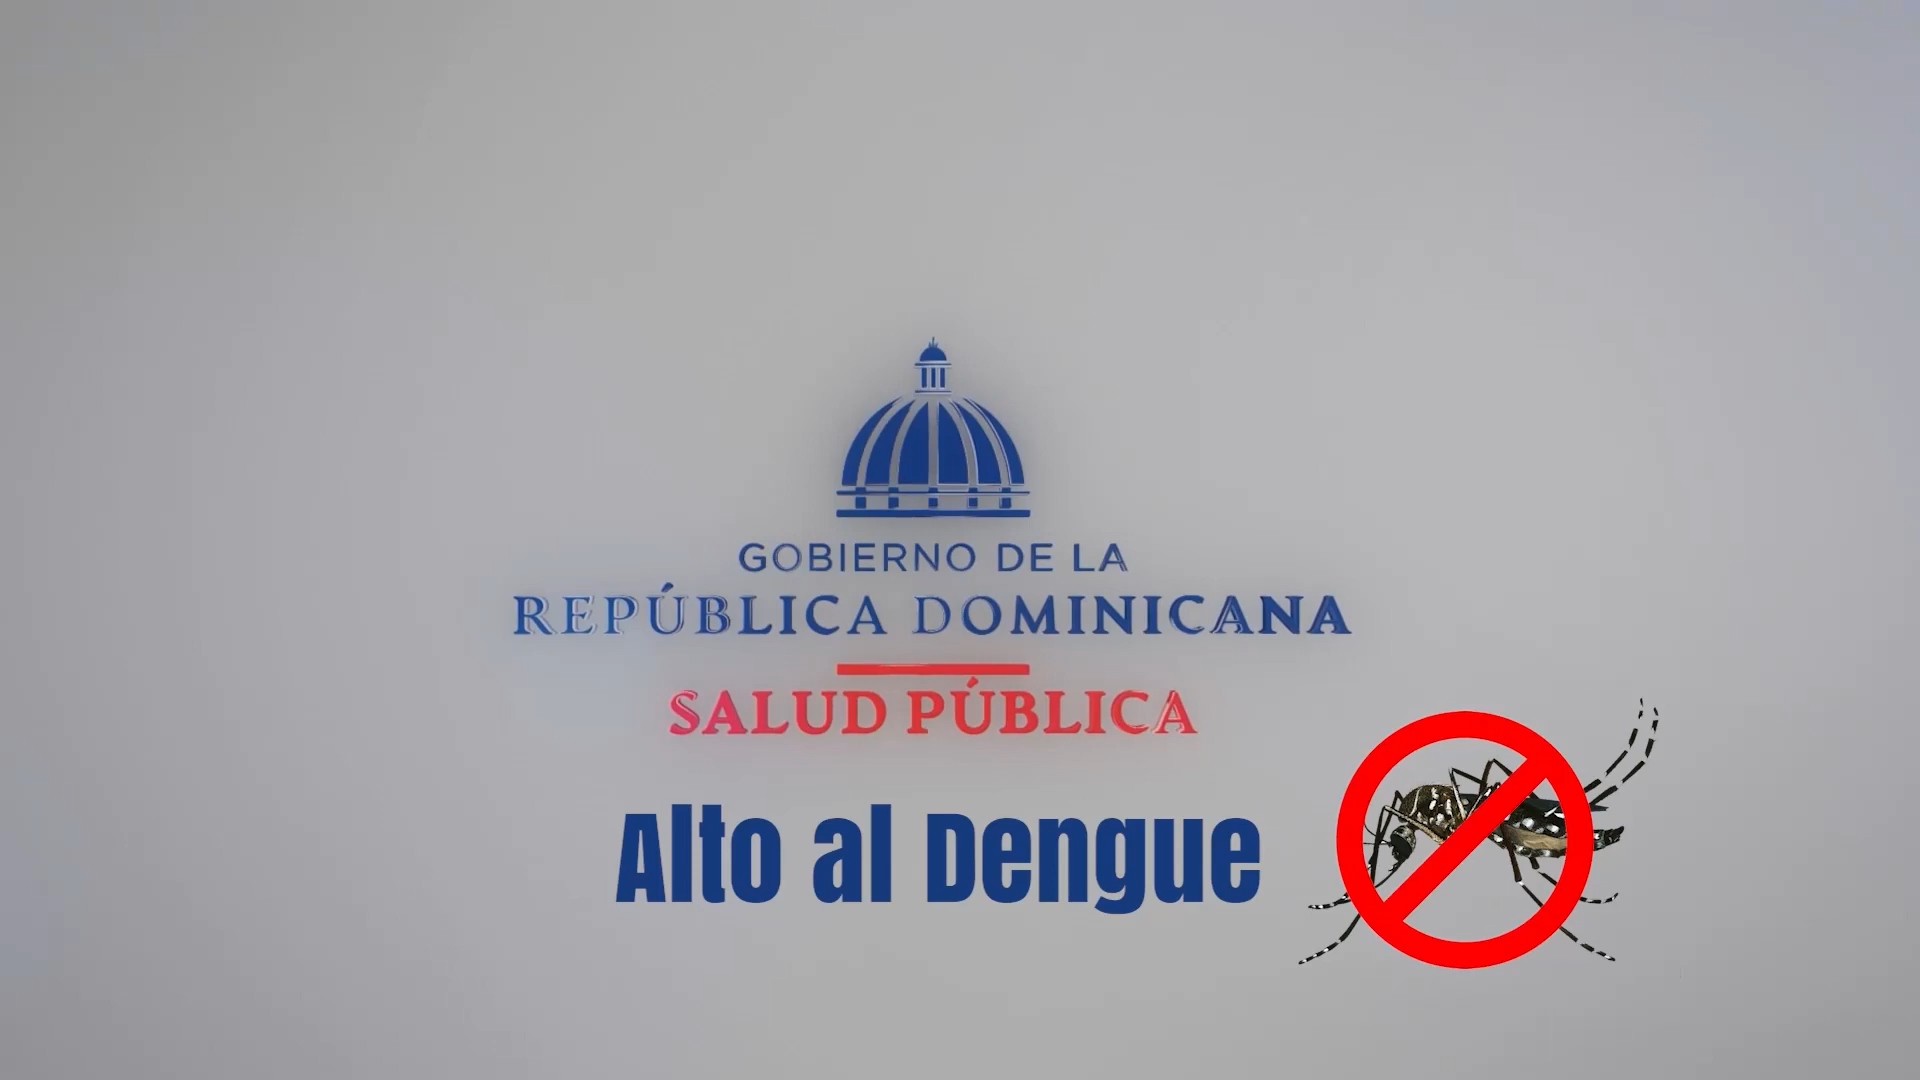 GOBIERNO DE LA
REPÚBLICA DOMINICANA
SALUD PÚBLICA
Alto al Dengue